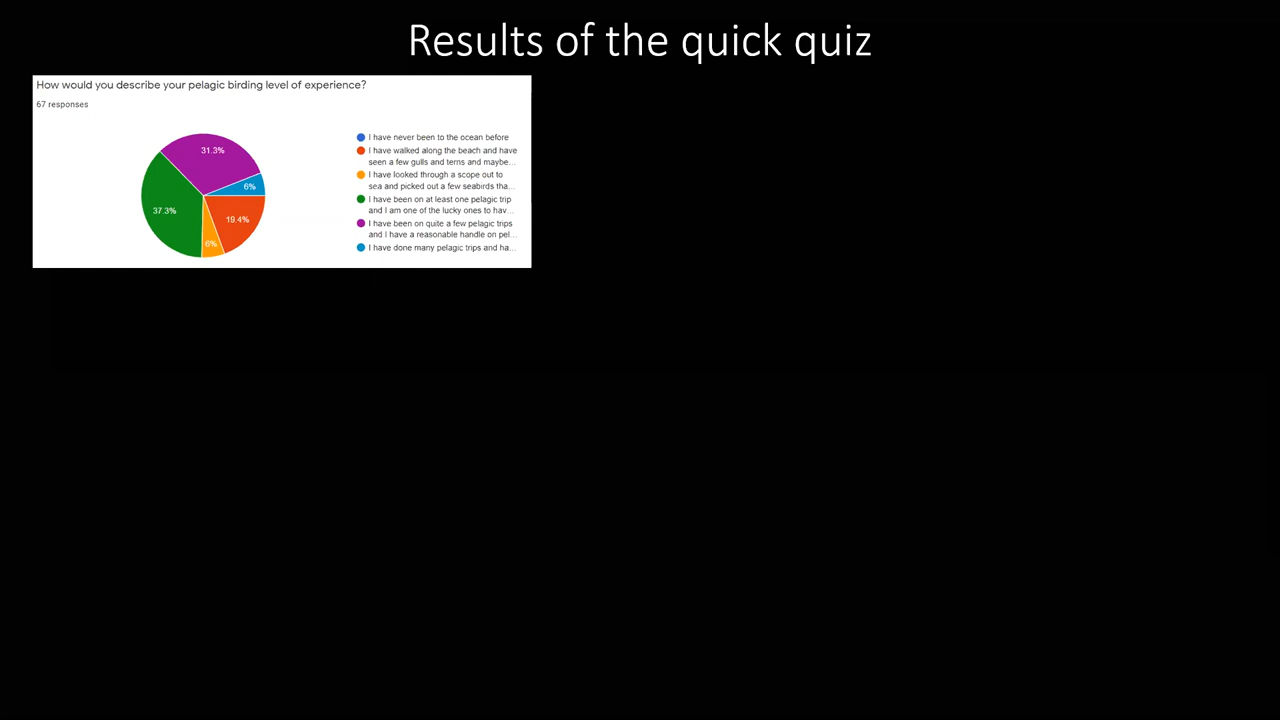 Results of the quick quiz
How would you describe your pelagic birding level of experience?
67 responses
31.3%
6%
37.3%
19.4%
6%
I have never been to the ocean before
I have walked along the beach and have
seen a few gulls and terns and maybe...
I have looked through a scope out to
sea and picked out a few seabirds tha...
I have been on at least one pelagic trip
and I am one of the lucky ones to hav...
I have been on quite a few pelagic trips
and I have a reasonable handle on pel...
I have done many pelagic trips and ha...